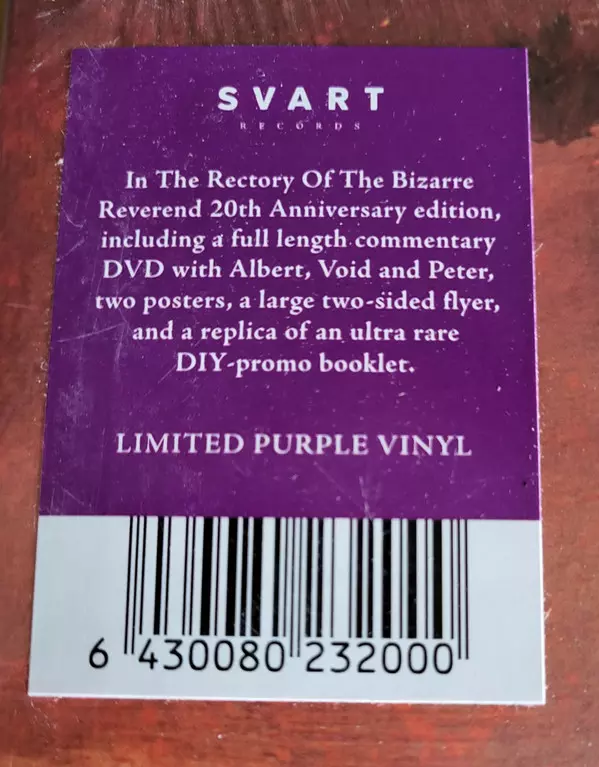 SVART
RECORDS
In The Rectory Of The Bizarre
Reverend 20th Anniversary edition,
including a full length commentary
DVD with Albert, Void and Peter,
two posters, a large two-sided flyer,
and a replica of an ultra rare
DIY-promo booklet.
LIMITED PURPLE VINYL
6 430080 232000